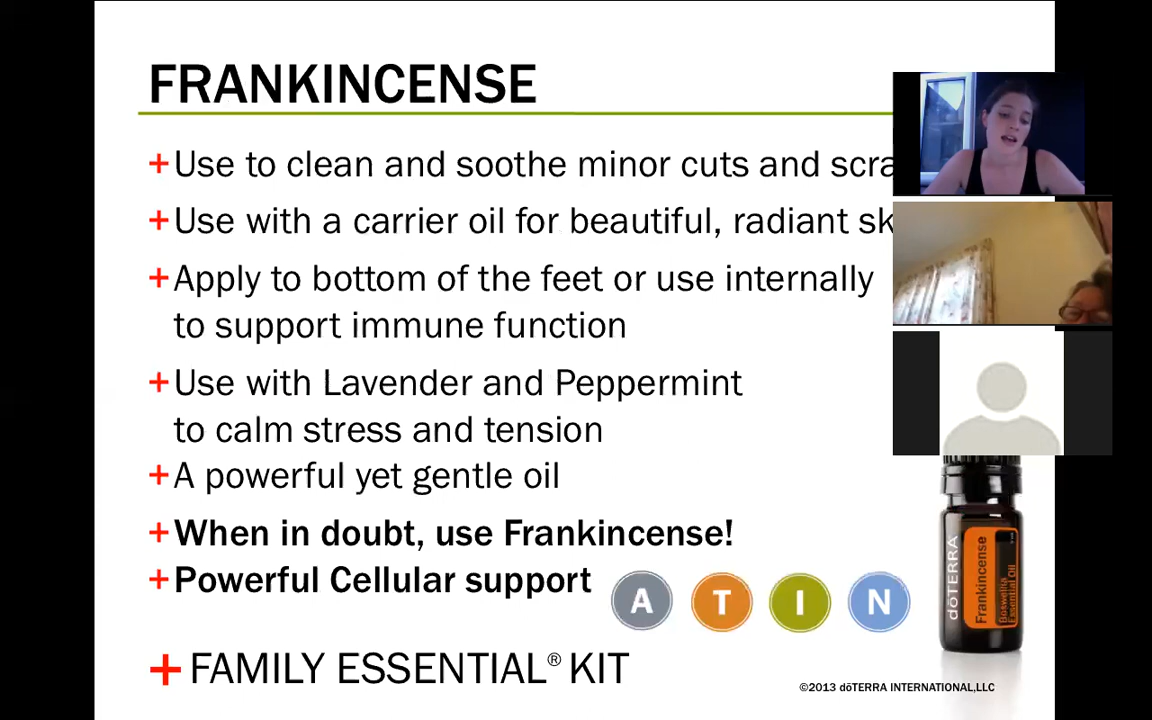 FRANKINCENSE
+Use to clean and soothe minor cuts and scra
+Use with a carrier oil for beautiful, radiant sk
+Apply to bottom of the feet or use internally
to support immune function
+Use with Lavender and Peppermint
to calm stress and tension
+A powerful yet gentle oil
+When in doubt, use Frankincense!
+Powerful Cellular support
A T I N
dōTERRA
Frankincense
Boswellia
Essential Oil
+FAMILY ESSENTIAL® KIT
©2013 dōTERRA INTERNATIONAL,LLC